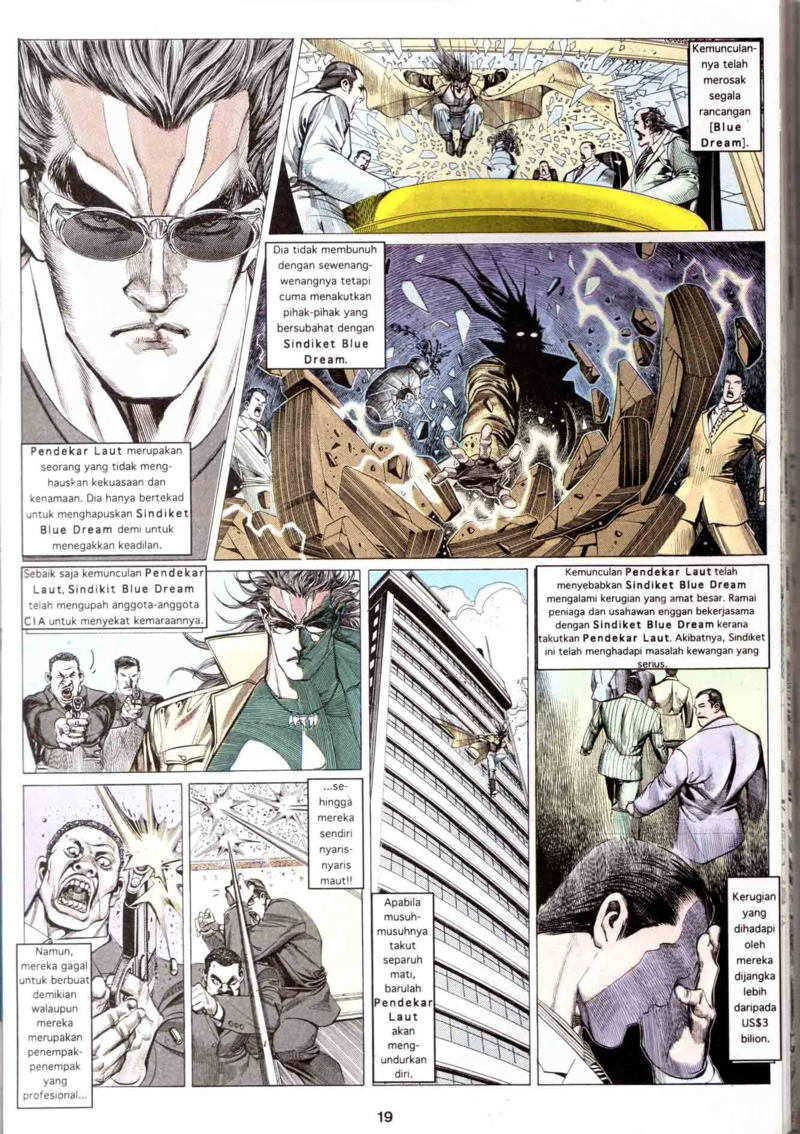 Pendekar Laut merupakan
seorang yang tidak meng-
hauskan kekuasaan dan
kenamaan. Dia hanya bertekad
untuk menghapuskan Sindiket
Blue Dream demi untuk
menegakkan keadilan.
Kemunculan-
nya telah
merosak
segala
rancangan
[Blue
Dream].
Dia tidak membunuh
dengan sewenang-
wenangnya tetapi
cuma menakutkan
pihak-pihak yang
bersubahat dengan
Sindiket Blue
Dream.
Sebaik saja kemunculan Pendekar
Laut, Sindikit Blue Dream
telah mengupah anggota-anggota
CIA untuk menyekat kemaraannya.
Namun,
mereka gagal
untuk berbuat
demikian
walaupun
mereka
merupakan
penempak-
penempak
yang
profesional...
...se-
hingga
mereka
sendiri
nyaris-
nyaris
maut!!
Apabila
musuh-
musuhnya
takut
separuh
mati,
barulah
Pendekar
Laut
akan
meng-
undurkan
diri.
Kemunculan Pendekar Laut telah
menyebabkan Sindiket Blue Dream
mengalami kerugian yang amat besar. Ramai
peniaga dan usahawan enggan bekerjasama
dengan Sindiket Blue Dream kerana
takutkan Pendekar Laut. Akibatnya, Sindiket
ini telah menghadapi masalah kewangan yang
serius.
Kerugian
yang
dihadapi
oleh
mereka
dijangka
lebih
daripada
US$3
bilion.
19